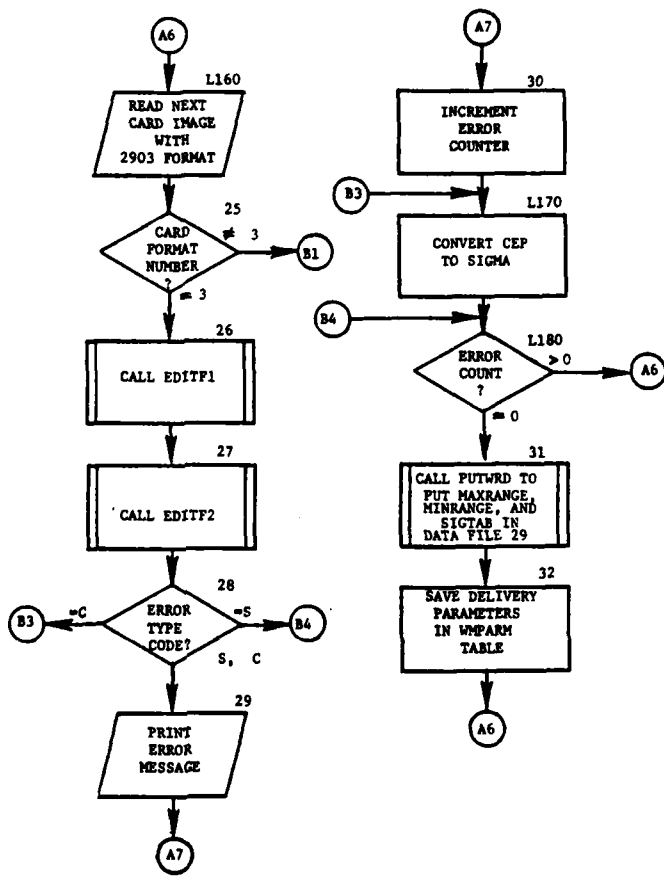 A6
L160
READ NEXT
CARD IMAGE
WITH
2903 FORMAT
25
≠ 3
CARD
FORMAT
NUMBER
?
B1
= 3
26
CALL EDITF1
27
CALL EDITF2
28
=C
ERROR
TYPE
CODE?
=S
B3
B4
S, C
29
PRINT
ERROR
MESSAGE
A7
A7
30
INCREMENT
ERROR
COUNTER
B3
L170
CONVERT CEP
TO SIGMA
B4
L180
ERROR
COUNT
?
> 0
A6
= 0
31
CALL PUTWRD TO
PUT MAXRANGE,
MINRANGE, AND
SIGTAB IN
DATA FILE 29
32
SAVE DELIVERY
PARAMETERS
IN WMPARM
TABLE
A6